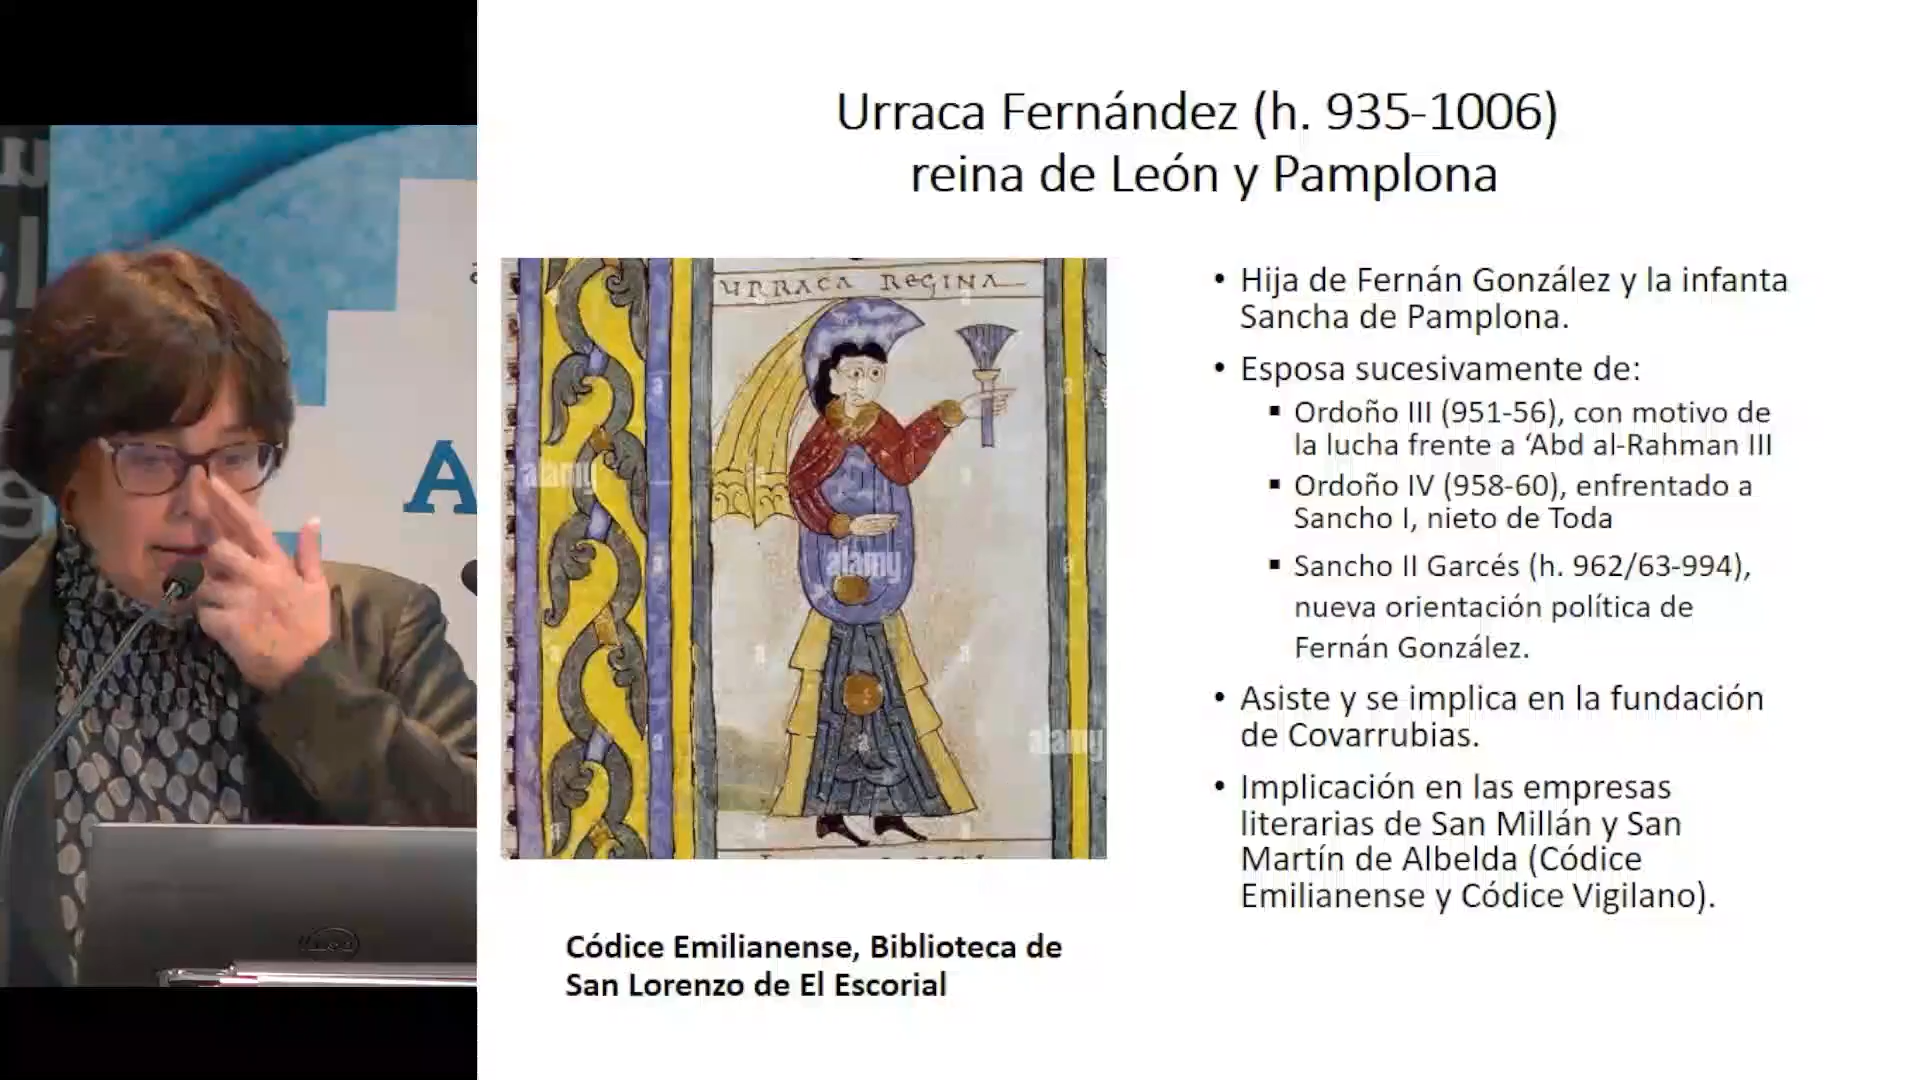 Urraca Fernández (h. 935-1006)
reina de León y Pamplona
URRACA REGINA
alamy
alamy
alamy
A
Hija de Fernán González y la infanta
Sancha de Pamplona.
Esposa sucesivamente de:
Ordoño III (951-56), con motivo de
la lucha frente a ‘Abd al-Rahman III
Ordoño IV (958-60), enfrentado a
Sancho I, nieto de Toda
Sancho II Garcés (h. 962/63-994),
nueva orientación política de
Fernán González.
Asiste y se implica en la fundación
de Covarrubias.
Implicación en las empresas
literarias de San Millán y San
Martín de Albelda (Códice
Emilianense y Códice Vigilano).
Códice Emilianense, Biblioteca de
San Lorenzo de El Escorial